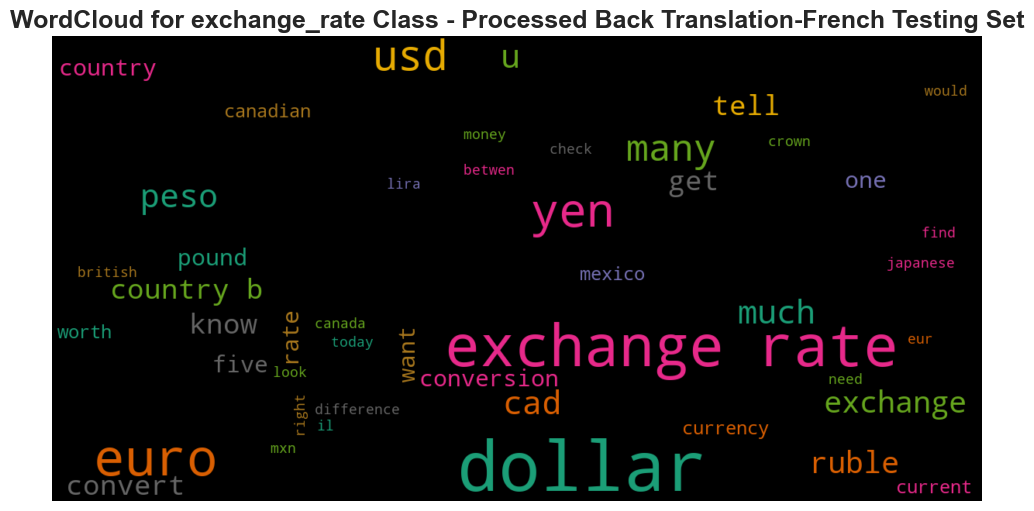 WordCloud for exchange_rate Class - Processed Back Translation-French Testing Set
usd
u
country
would
tell
canadian
money
crown
many
check
betwen
get
one
lira
peso
yen
find
pound
japanese
british
mexico
country b
much
know
canada
worth
rate
today
want
exchange rate
eur
five
look
conversion
need
cad
exchange
difference
right
il
currency
mxn
euro
dollar
ruble
convert
current